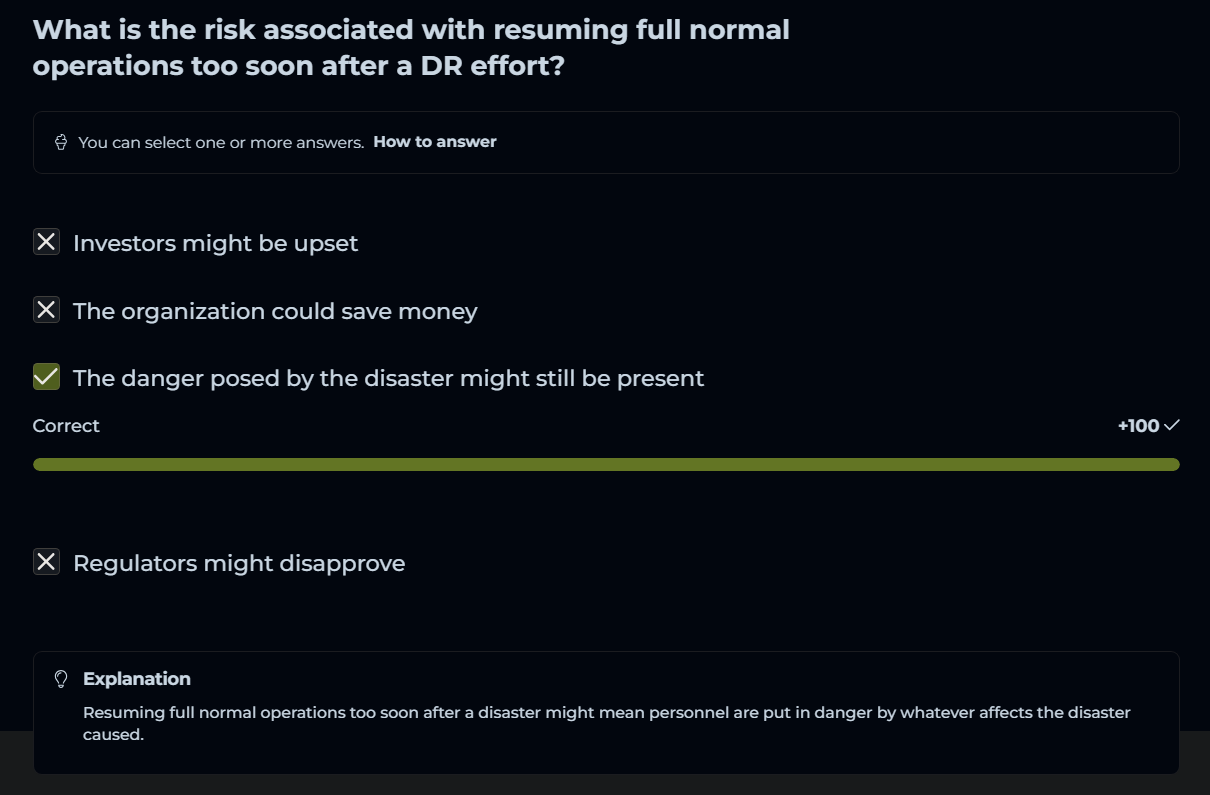 What is the risk associated with resuming full normal
operations too soon after a DR effort?
You can select one or more answers. How to answer
Investors might be upset
The organization could save money
The danger posed by the disaster might still be present
Correct +100
Regulators might disapprove
Explanation
Resuming full normal operations too soon after a disaster might mean personnel are put in danger by whatever affects the disaster
caused.